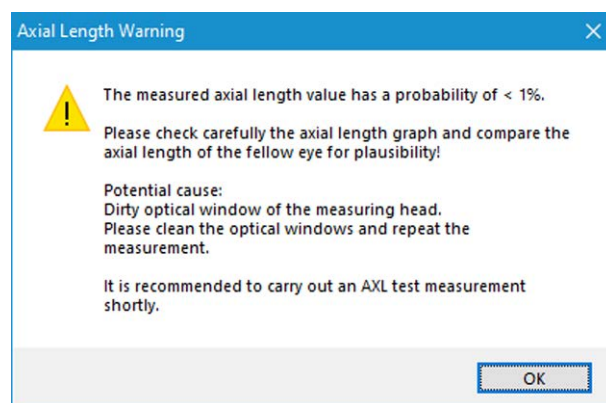 Axial Length Warning
The measured axial length value has a probability of < 1%.
Please check carefully the axial length graph and compare the
axial length of the fellow eye for plausibility!
Potential cause:
Dirty optical window of the measuring head.
Please clean the optical windows and repeat the
measurement.
It is recommended to carry out an AXL test measurement
shortly.
OK